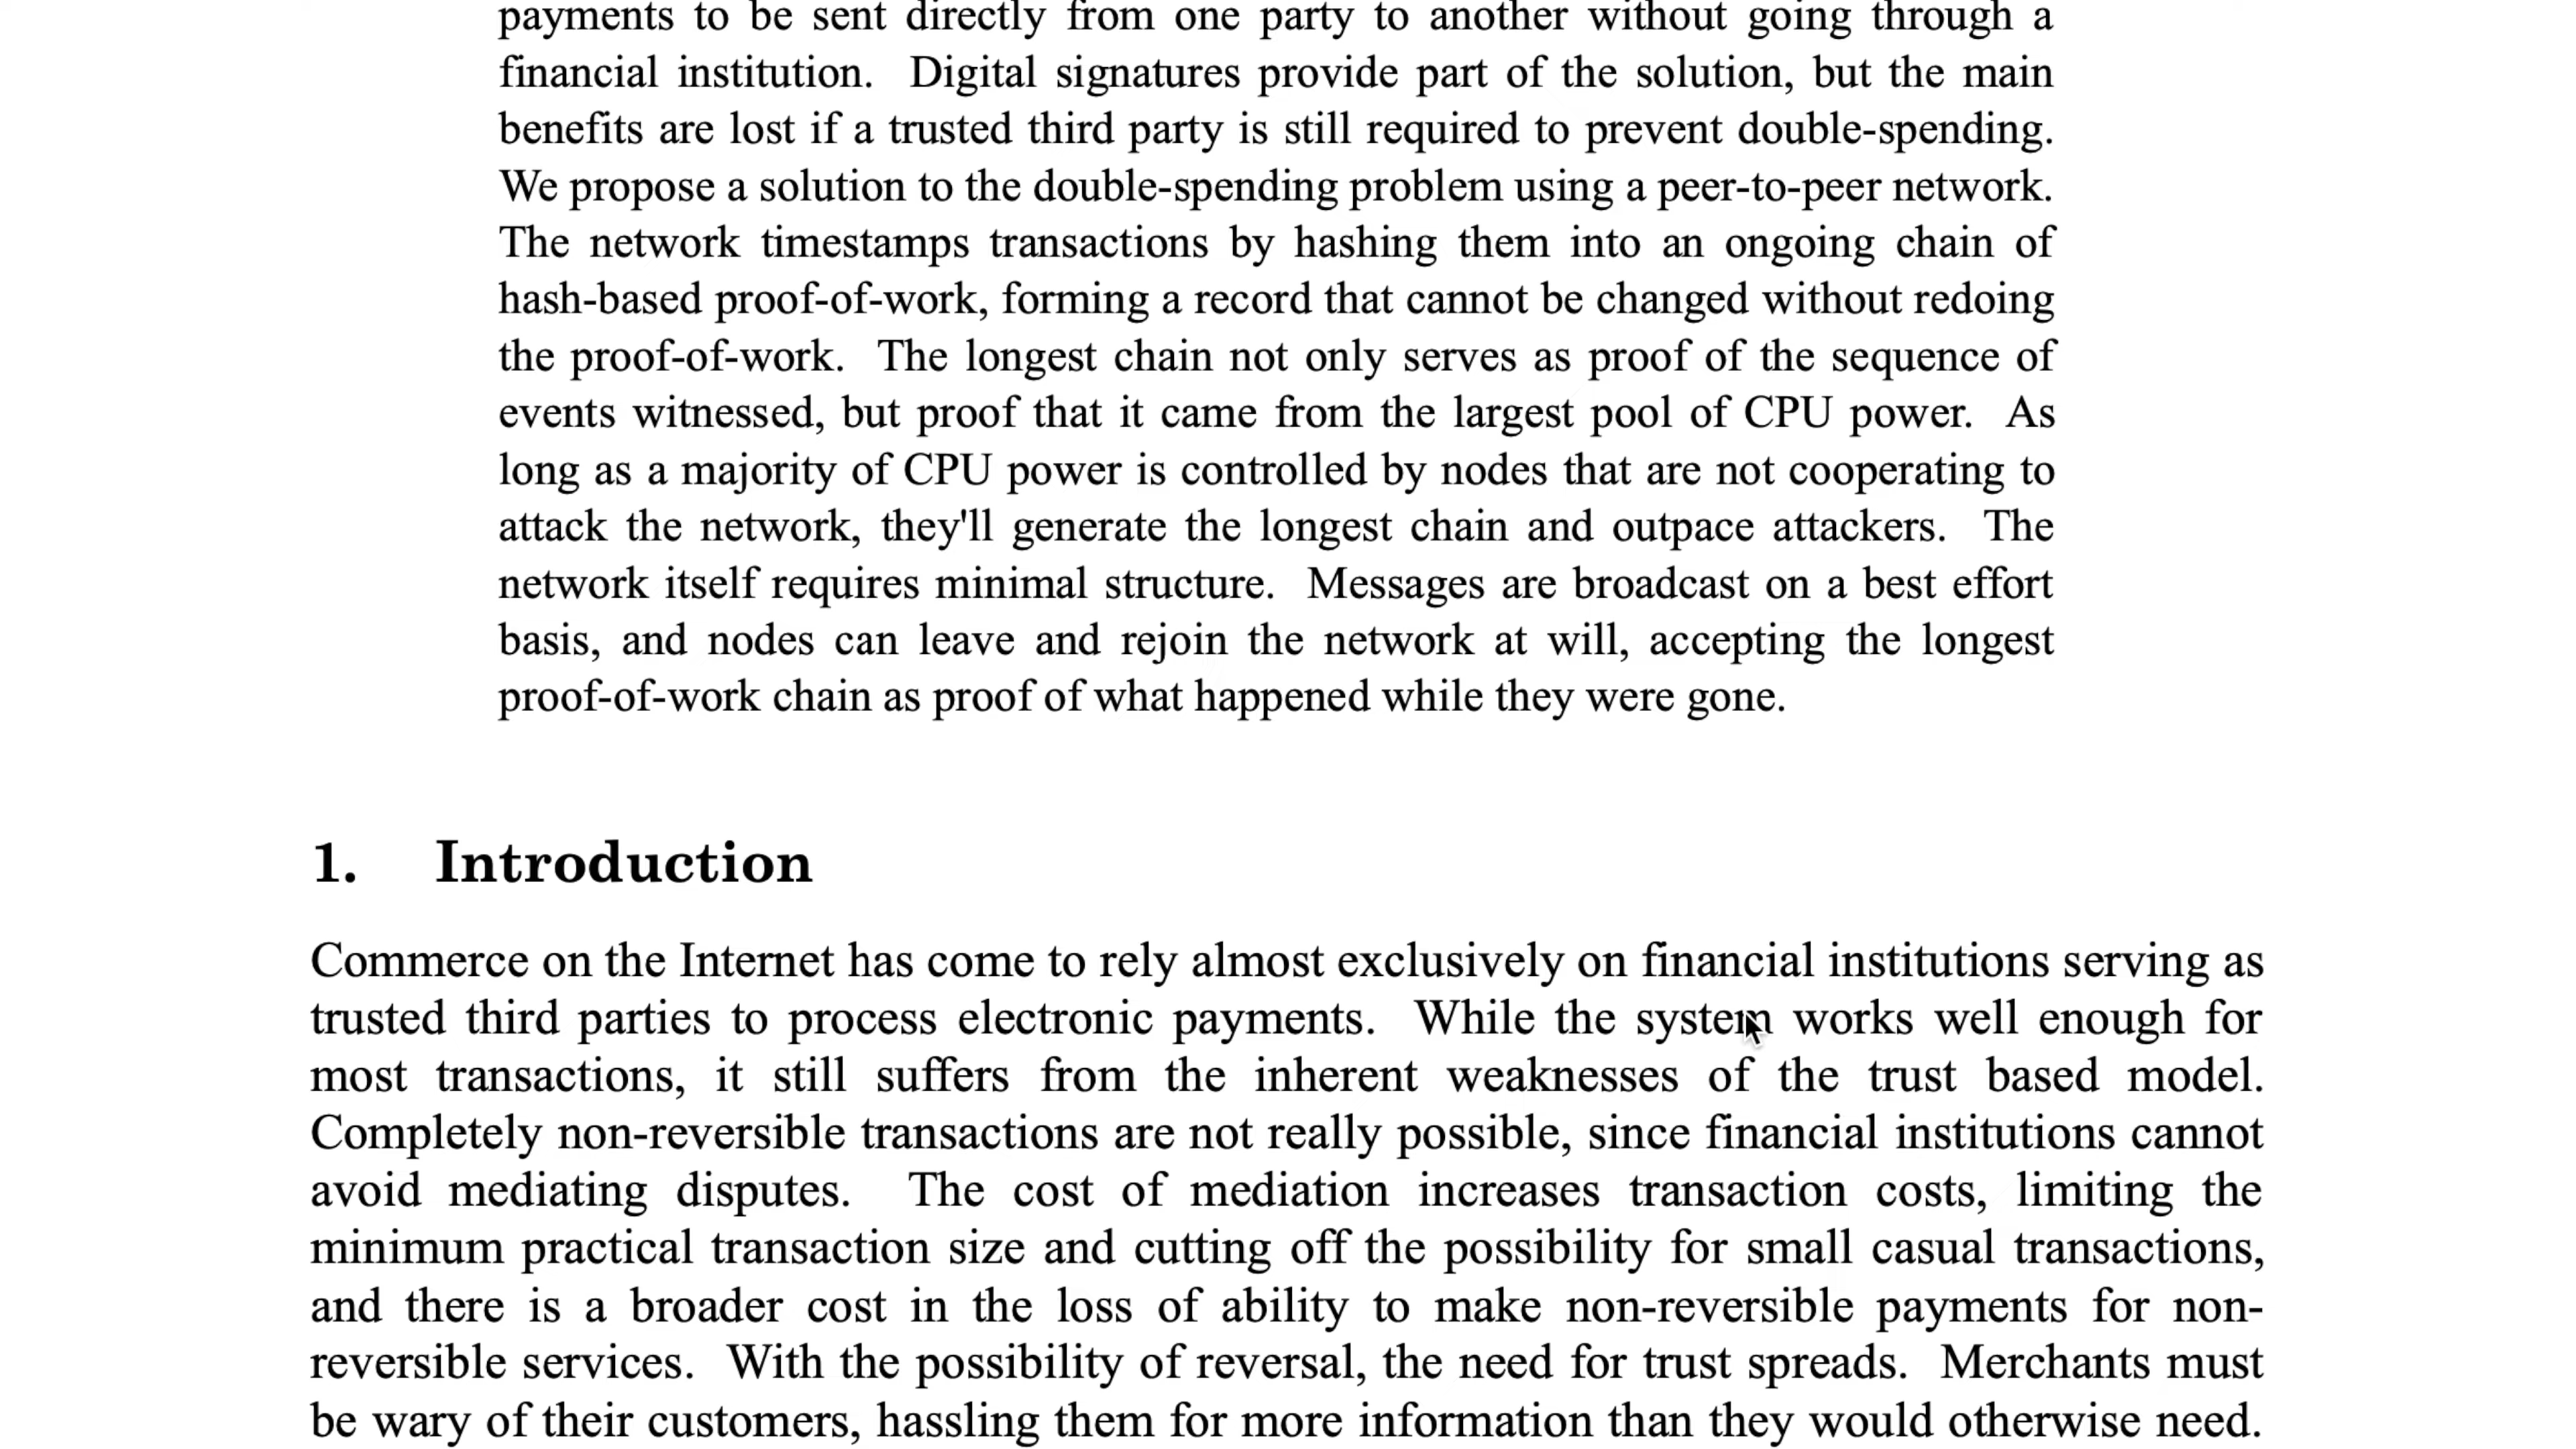 payments to be sent directly from one party to another without going through a
financial institution. Digital signatures provide part of the solution, but the main
benefits are lost if a trusted third party is still required to prevent double-spending.
We propose a solution to the double-spending problem using a peer-to-peer network.
The network timestamps transactions by hashing them into an ongoing chain of
hash-based proof-of-work, forming a record that cannot be changed without redoing
the proof-of-work. The longest chain not only serves as proof of the sequence of
events witnessed, but proof that it came from the largest pool of CPU power. As
long as a majority of CPU power is controlled by nodes that are not cooperating to
attack the network, they'll generate the longest chain and outpace attackers. The
network itself requires minimal structure. Messages are broadcast on a best effort
basis, and nodes can leave and rejoin the network at will, accepting the longest
proof-of-work chain as proof of what happened while they were gone.
1. Introduction
Commerce on the Internet has come to rely almost exclusively on financial institutions serving as
trusted third parties to process electronic payments. While the system works well enough for
most transactions, it still suffers from the inherent weaknesses of the trust based model.
Completely non-reversible transactions are not really possible, since financial institutions cannot
avoid mediating disputes. The cost of mediation increases transaction costs, limiting the
minimum practical transaction size and cutting off the possibility for small casual transactions,
and there is a broader cost in the loss of ability to make non-reversible payments for non-
reversible services. With the possibility of reversal, the need for trust spreads. Merchants must
be wary of their customers, hassling them for more information than they would otherwise need.